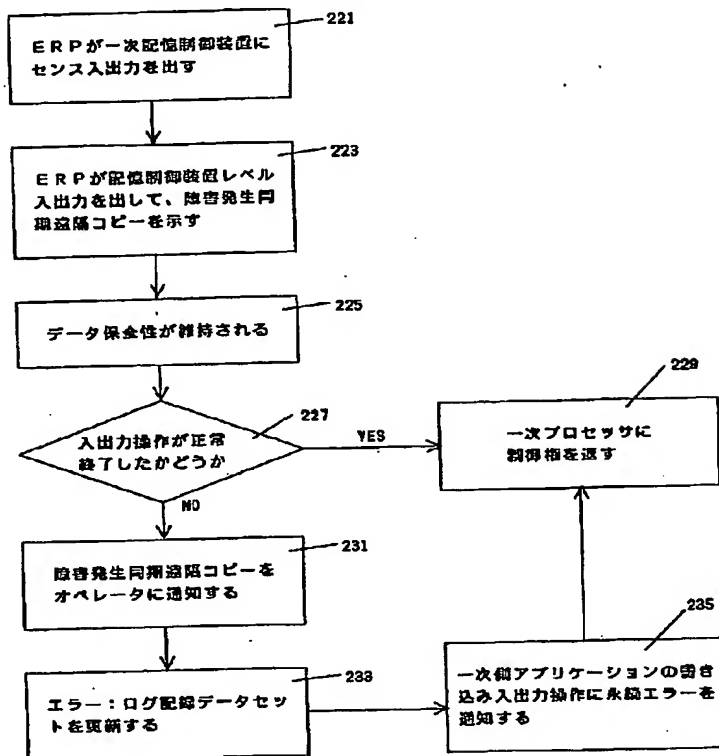 221
ERPが一次記憶制御装置に
センス入出力を出す
223
ERPが記憶制御装置レベル
入出力を出して、障害発生同
期遠隔コピーを示す
225
データ保全性が維持される
227
入出力操作が正常
終了したかどうか
YES
229
一次プロセッサに
制御権を返す
NO
231
障害発生同期遠隔コピーを
オペレータに通知する
233
エラー：ログ記録データセッ
トを更新する
235
一次側アプリケーションの書き
込み入出力操作に永続エラーを
通知する